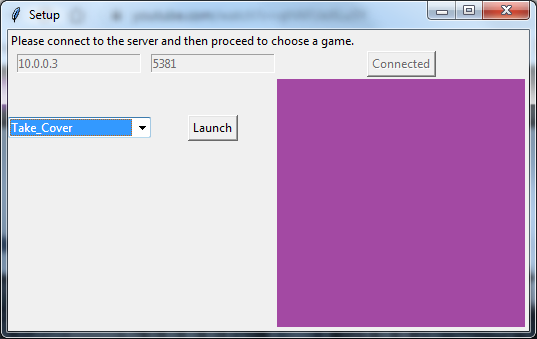 Setup
Please connect to the server and then proceed to choose a game.
10.0.0.3 5381 Connected
Take_Cover Launch